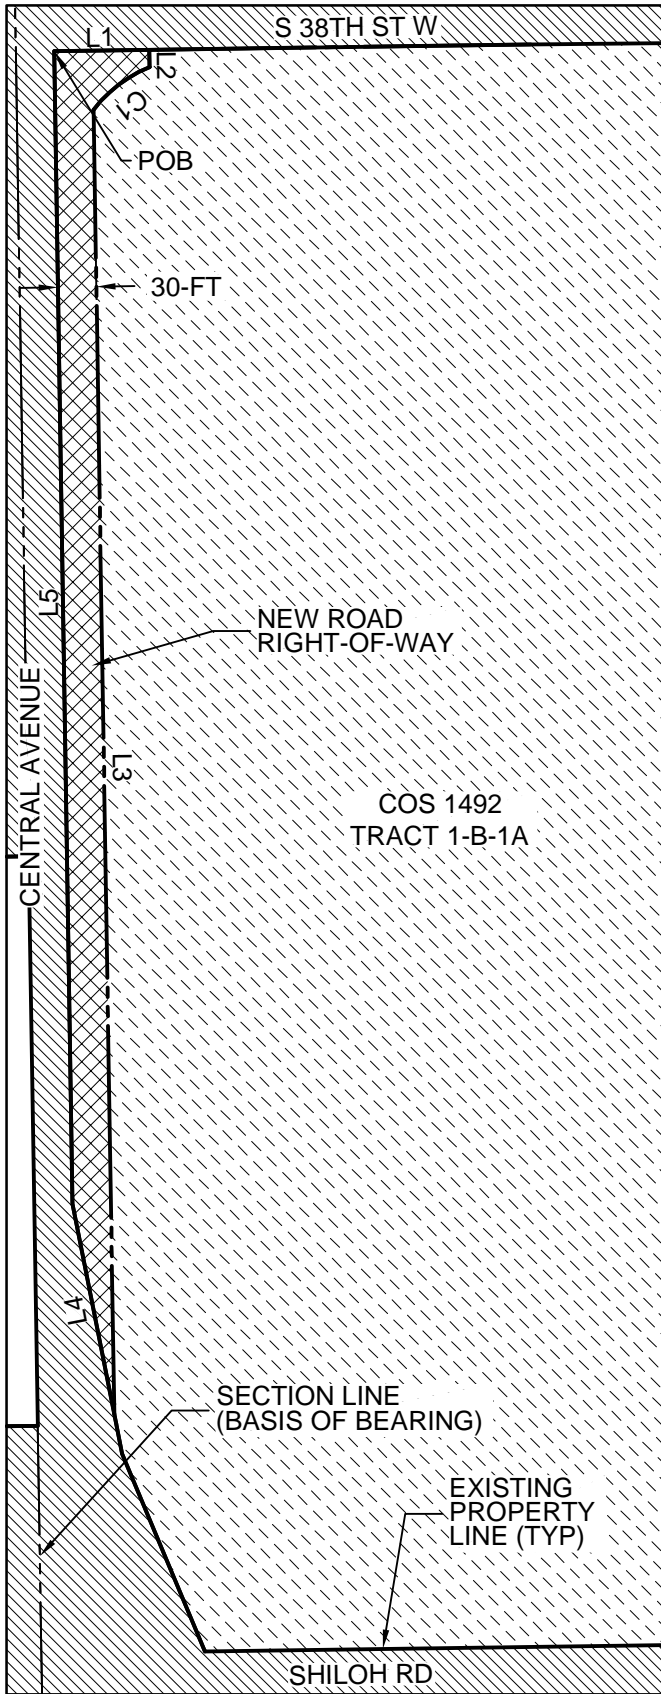 S 38TH ST W
L1
L2
C1
POB
30-FT
L5
NEW ROAD
RIGHT-OF-WAY
CENTRAL AVENUE
L3
COS 1492
TRACT 1-B-1A
L4
SECTION LINE
(BASIS OF BEARING)
EXISTING
PROPERTY
LINE (TYP)
SHILOH RD